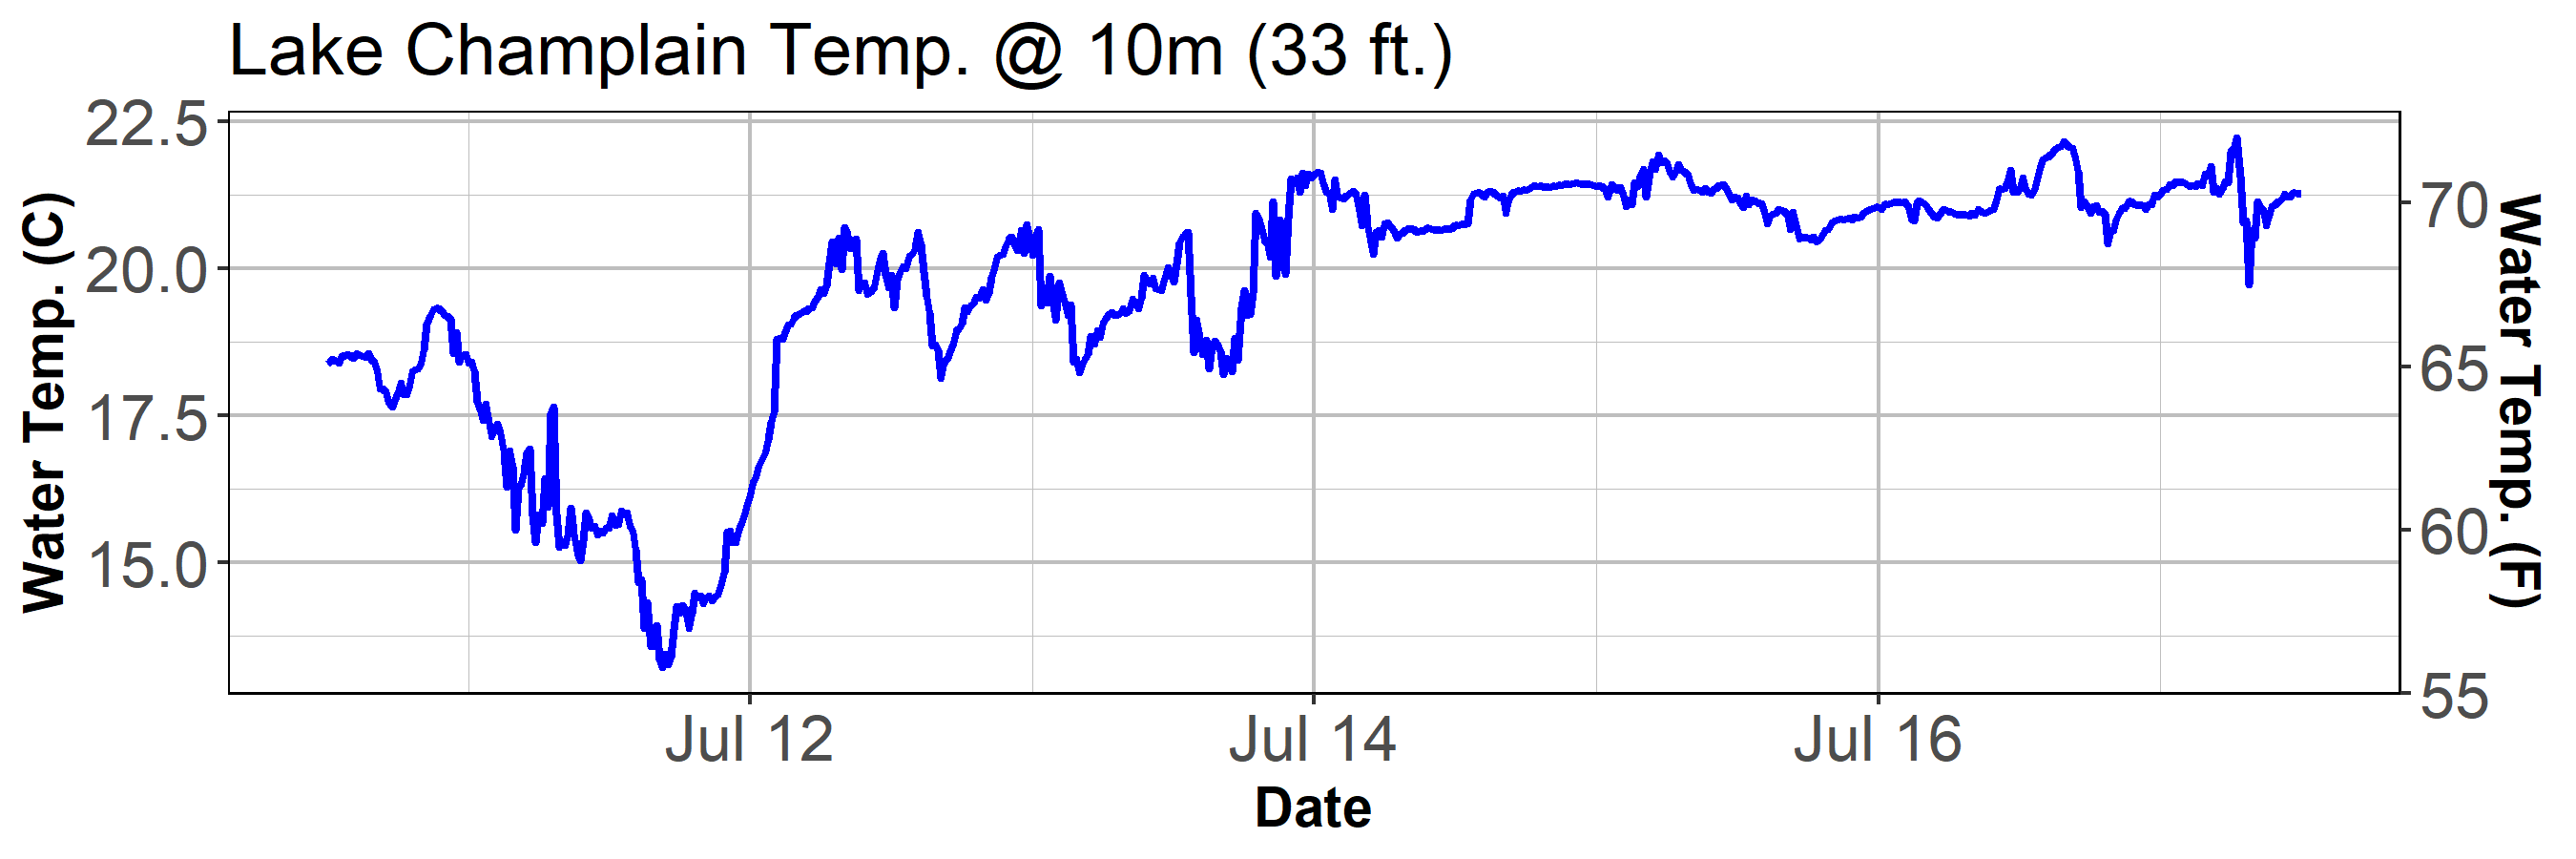 Lake Champlain Temp. @ 10m (33 ft.)
Water Temp. (C)
22.5
20.0
17.5
15.0
Water Temp. (F)
70
65
60
55
Jul 12
Jul 14
Jul 16
Date